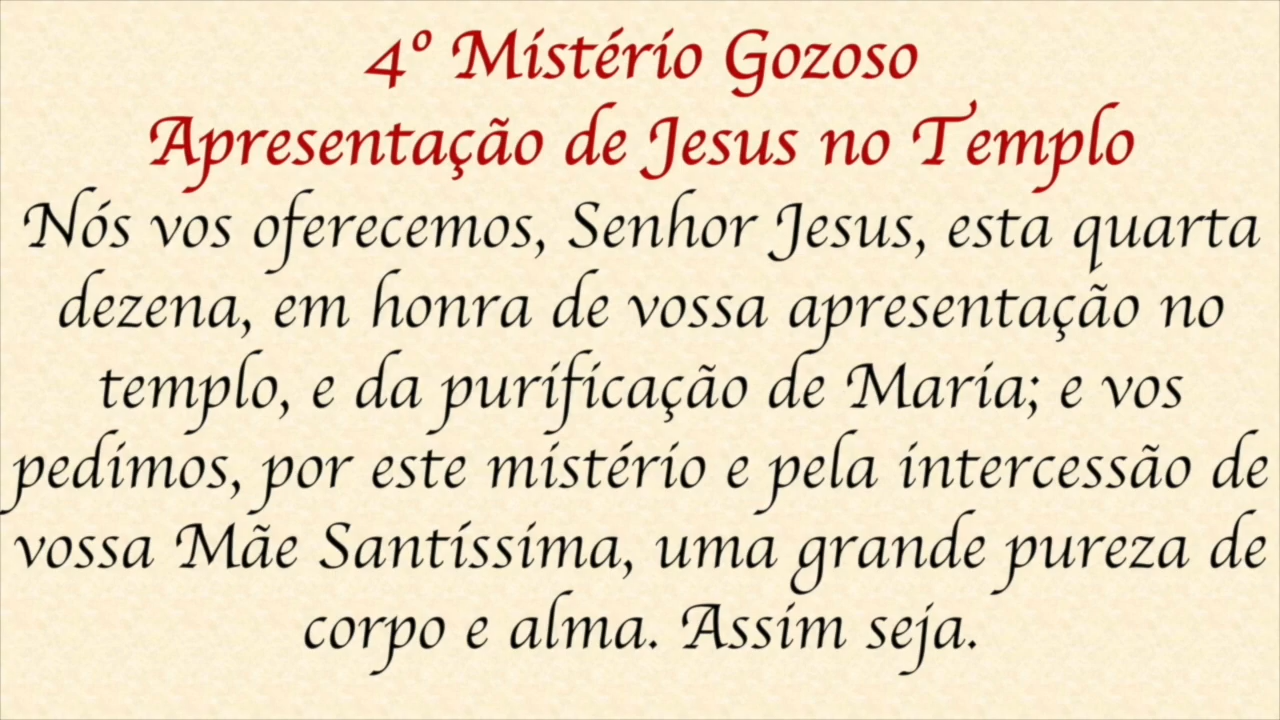 4º Mistério Gozoso
Apresentação de Jesus no Templo
Nós vos oferecemos, Senhor Jesus, esta quarta
dezena, em honra de vossa apresentação no
templo, e da purificação de Maria; e vos
pedimos, por este mistério e pela intercessão de
vossa Mãe Santíssima, uma grande pureza de
corpo e alma. Assim seja.